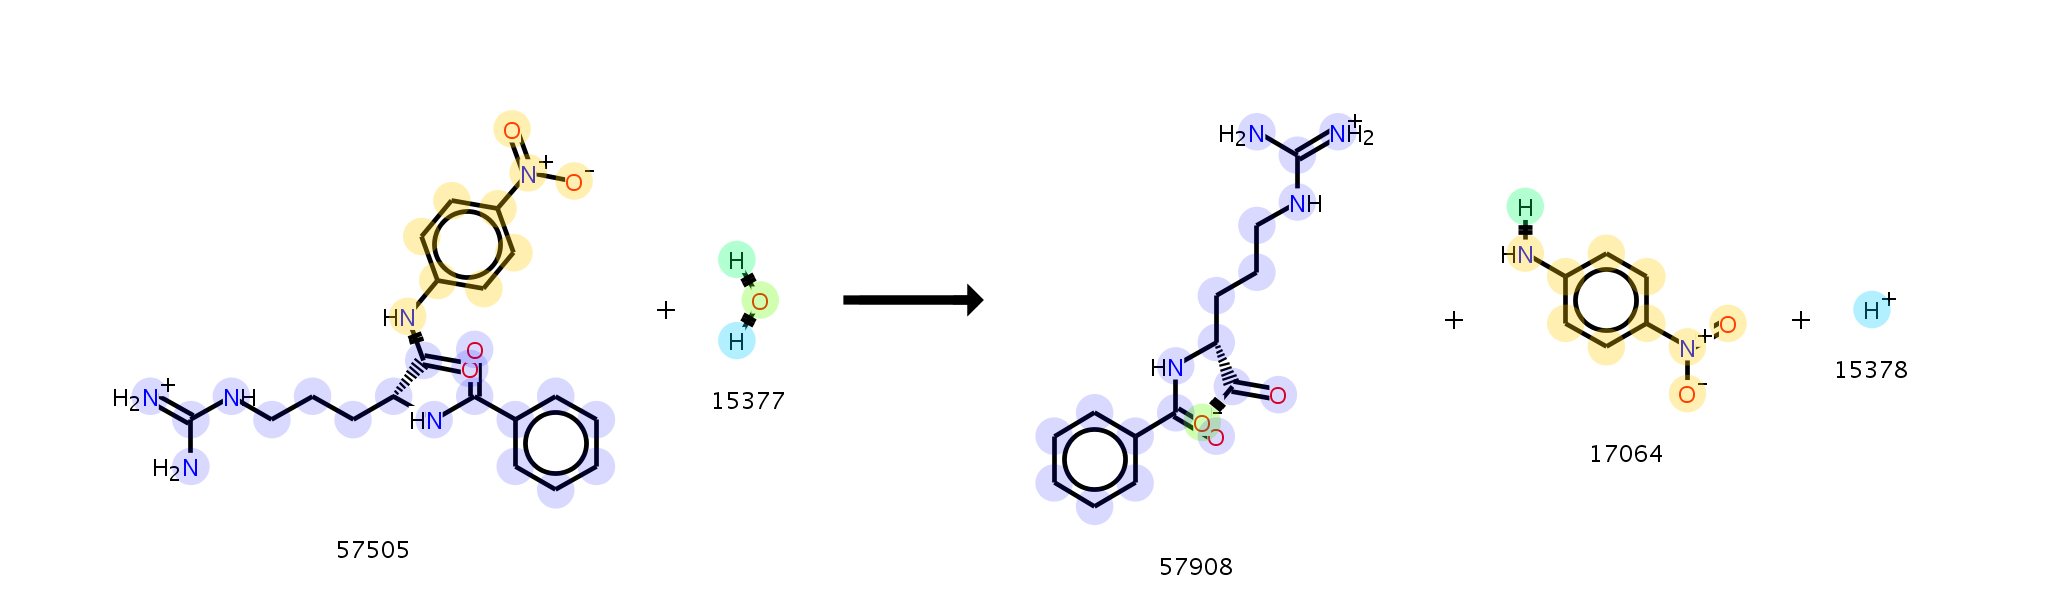 O
N+
O-
HN
O
O
H2N+
NH
HN
H2N
57505
+
H
O
H
15377
H2N
NH2+
NH
HN
O
O-
O
57908
+
H
HN
N+
O
O-
17064
+
H+
15378